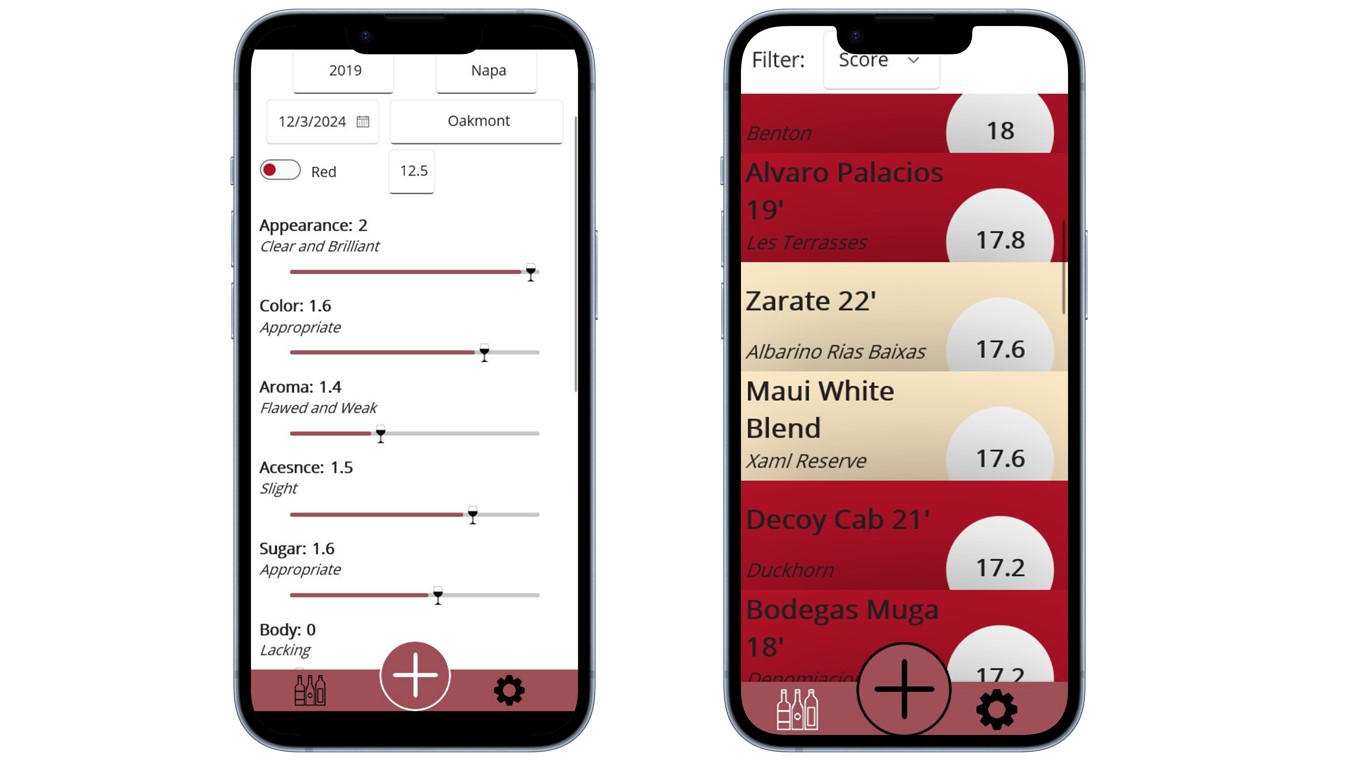 2019
Napa
12/3/2024
Oakmont
Red
12.5
Appearance: 2
Clear and Brilliant
Color: 1.6
Appropriate
Aroma: 1.4
Flawed and Weak
Acesnce: 1.5
Slight
Sugar: 1.6
Appropriate
Body: 0
Lacking
Filter:
Score
Benton
18
Alvaro Palacios
19'
Les Terrasses
17.8
Zarate 22'
Albarino Rias Baixas
17.6
Maui White
Blend
Xaml Reserve
17.6
Decoy Cab 21'
Duckhorn
17.2
Bodegas Muga
18'
17.2